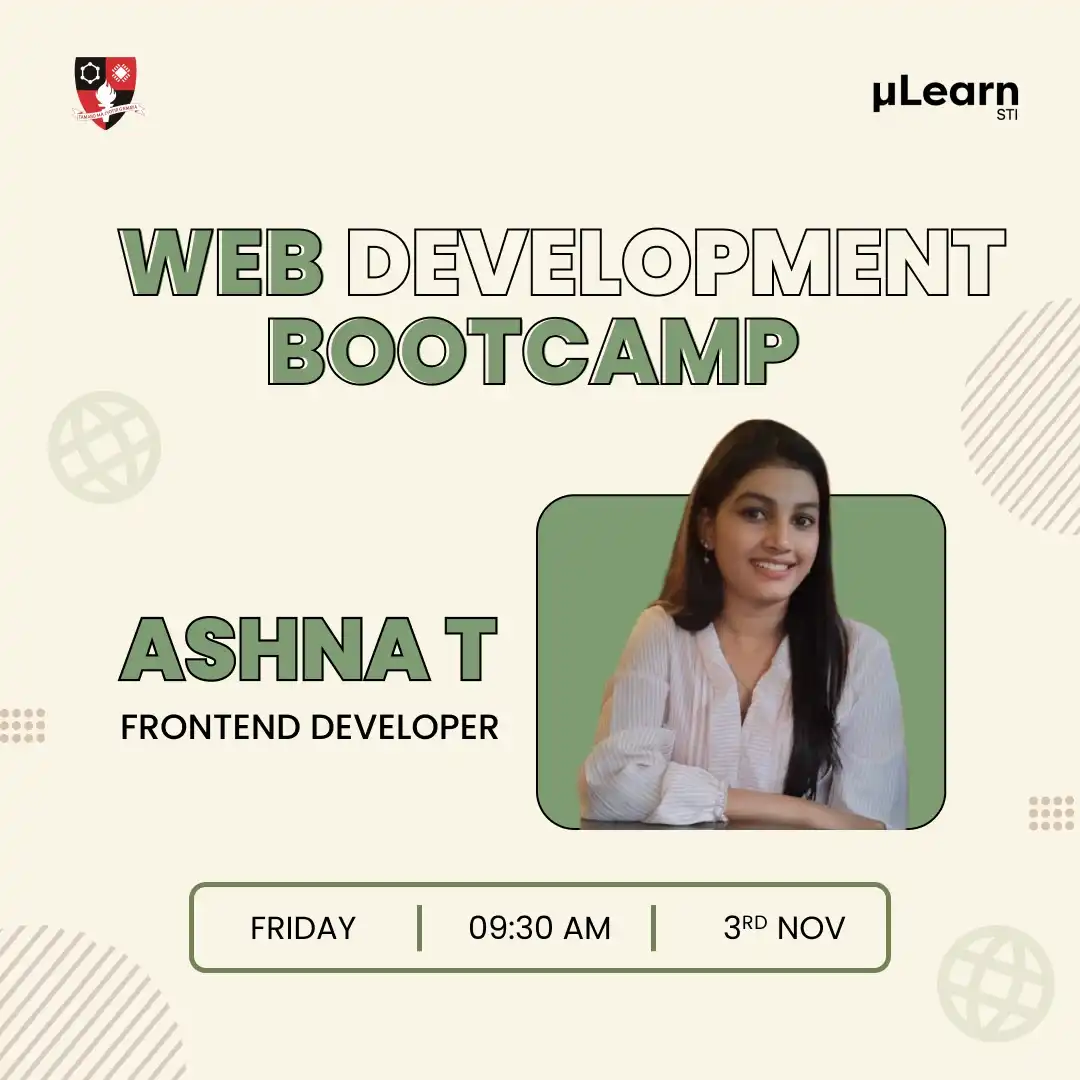 µLearn
STI
WEB DEVELOPMENT
BOOTCAMP
ASHNA T
FRONTEND DEVELOPER
FRIDAY | 09:30 AM | 3RD NOV